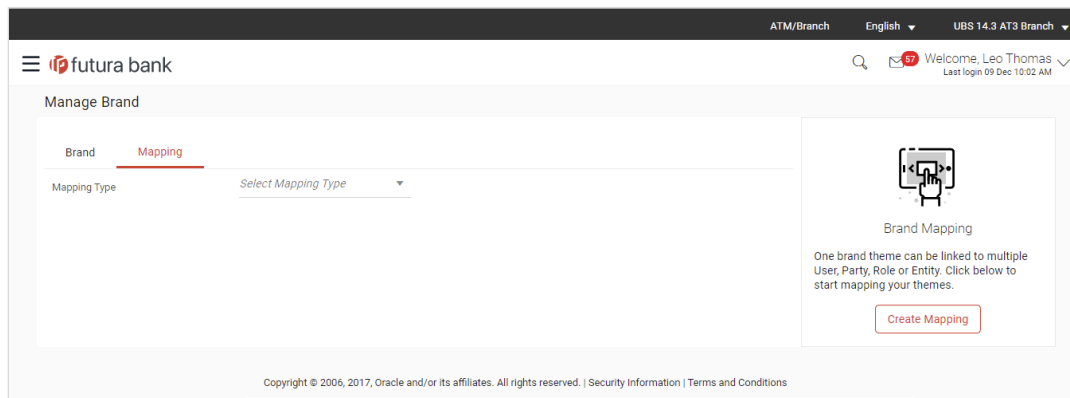 ATM/Branch English UBS 14.3 AT3 Branch
futura bank 57 Welcome, Leo Thomas
Last login 09 Dec 10:02 AM
Manage Brand
Brand Mapping
Mapping Type Select Mapping Type
Brand Mapping
One brand theme can be linked to multiple
User, Party, Role or Entity. Click below to
start mapping your themes.
Create Mapping
Copyright © 2006, 2017, Oracle and/or its affiliates. All rights reserved. | Security Information | Terms and Conditions